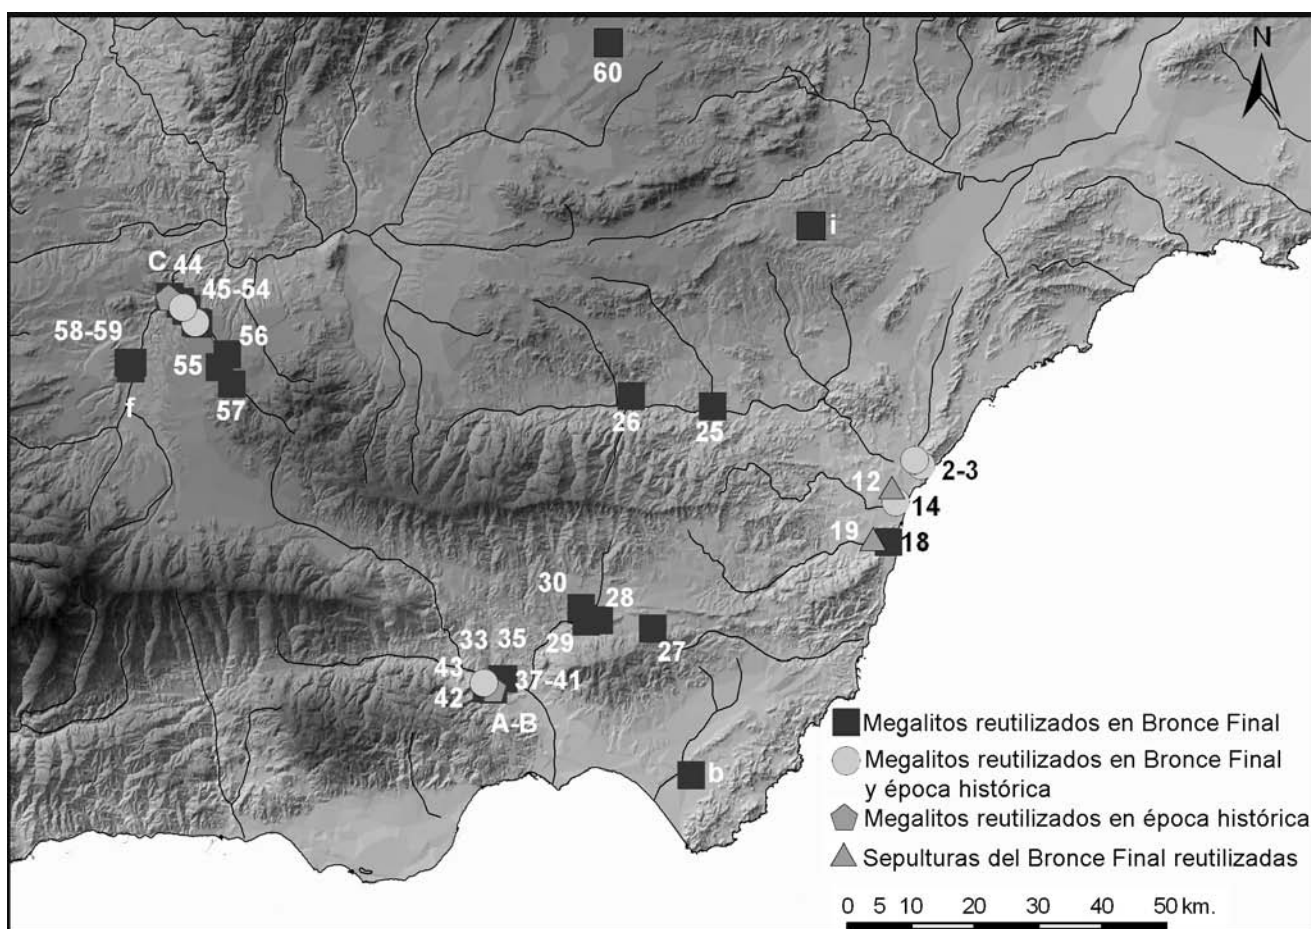 60
N
i
C 44
45-54
58-59
56
55
f
57
26
25
2-3
12
14
19
18
30
28
29
27
33 35
43
37-41
42
A-B
b
Megalitos reutilizados en Bronce Final
Megalitos reutilizados en Bronce Final
y época histórica
Megalitos reutilizados en época histórica
Sepulturas del Bronce Final reutilizadas
0 5 10 20 30 40 50 km.